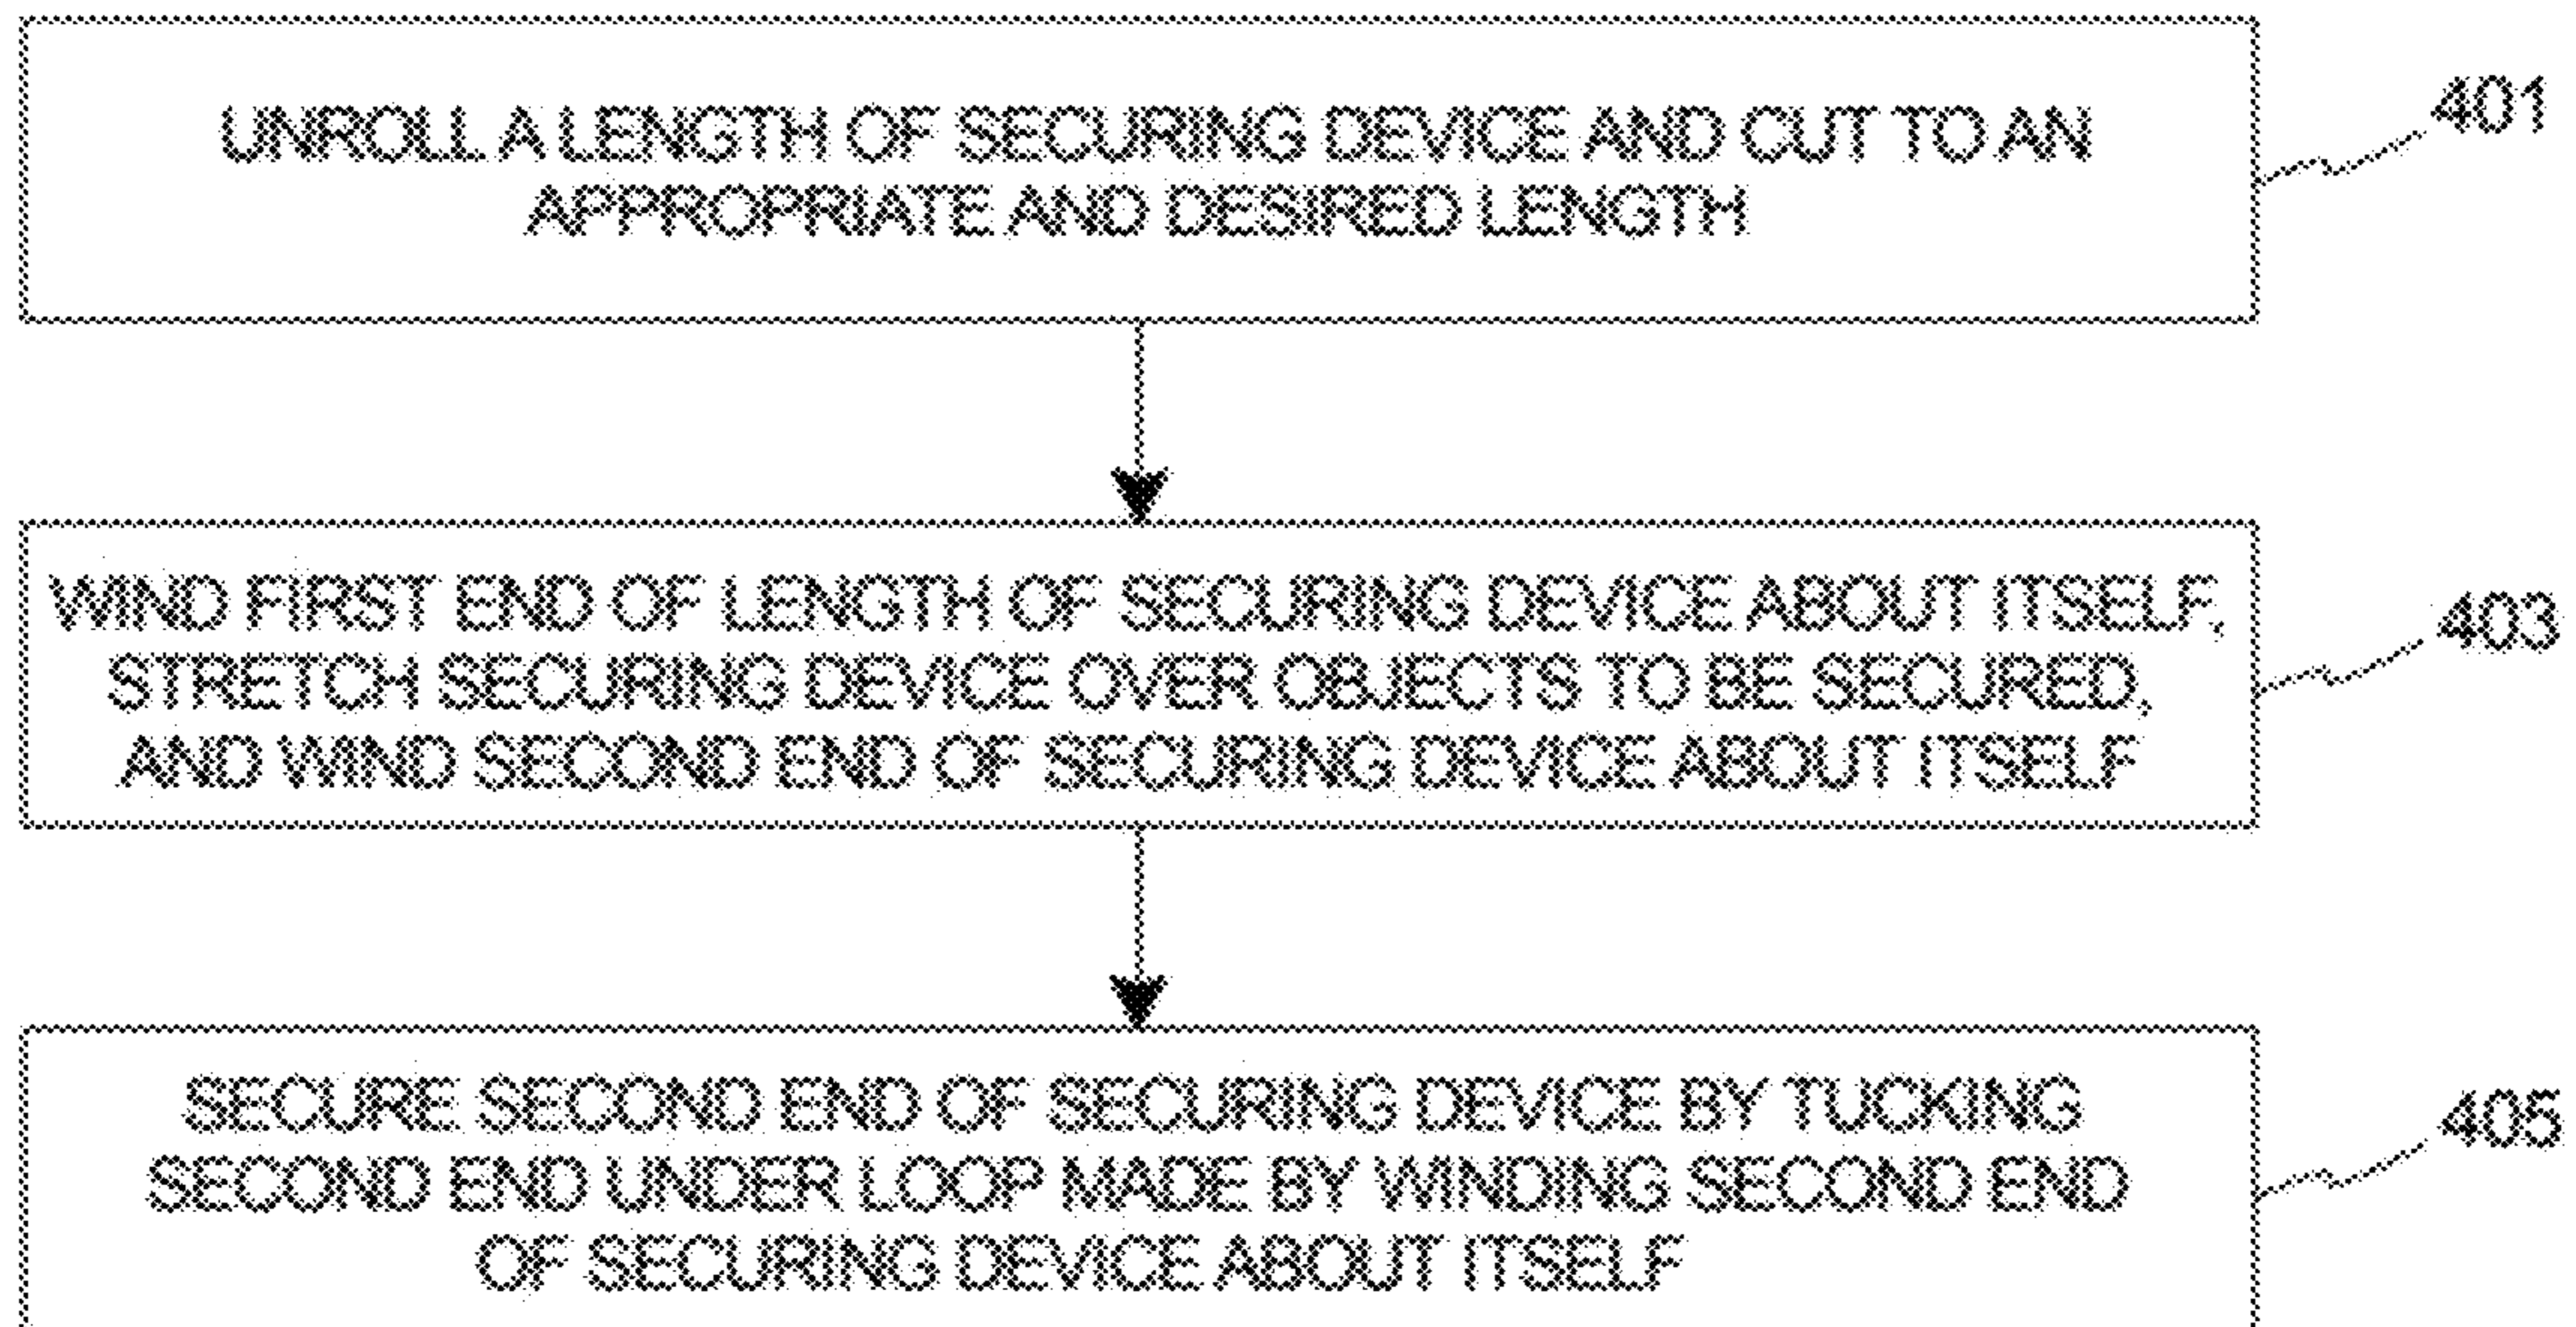 UNROLL A LENGTH OF SECURING DEVICE AND CUT TO AN
APPROPRIATE AND DESIRED LENGTH
401
WIND FIRST END OF LENGTH OF SECURING DEVICE ABOUT ITSELF,
STRETCH SECURING DEVICE OVER OBJECTS TO BE SECURED,
AND WIND SECOND END OF SECURING DEVICE ABOUT ITSELF
403
SECURE SECOND END OF SECURING DEVICE BY TUCKING
SECOND END UNDER LOOP MADE BY WINDING SECOND END
OF SECURING DEVICE ABOUT ITSELF
405